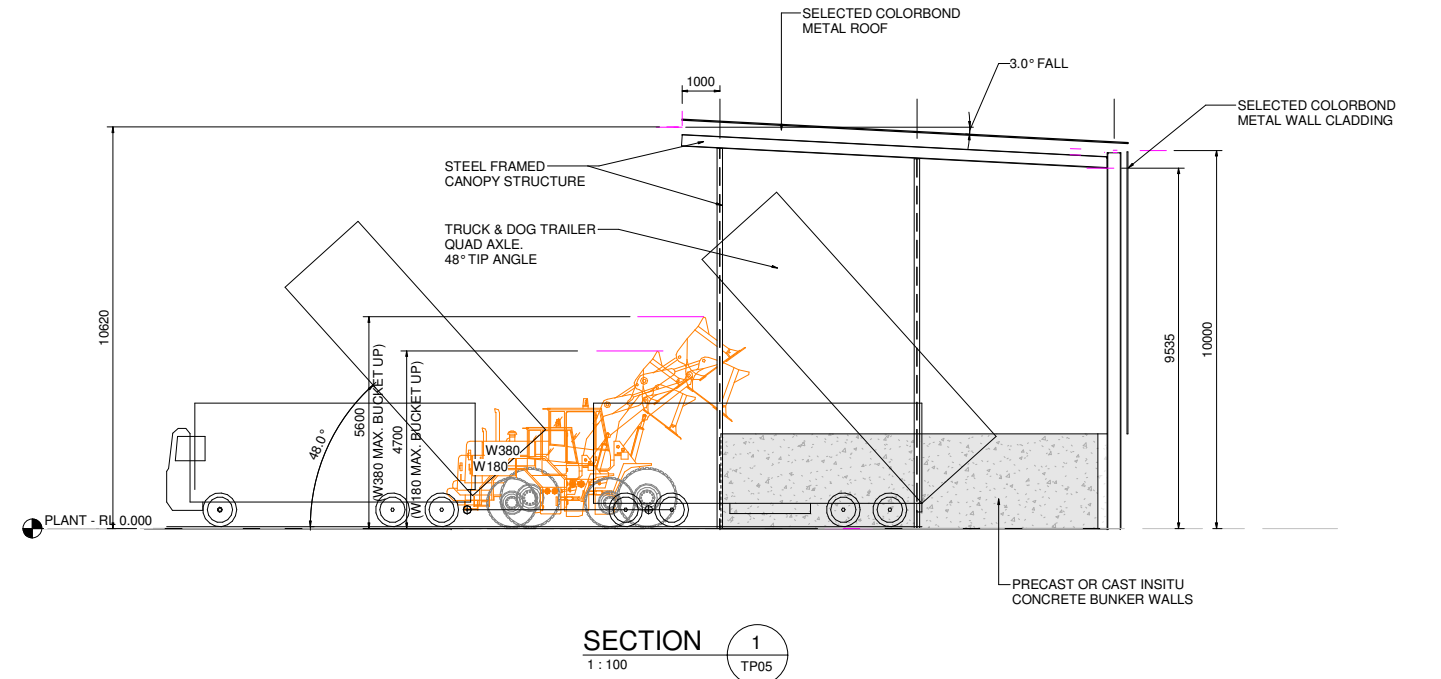 SELECTED COLORBOND
METAL ROOF
3.0° FALL
1000
SELECTED COLORBOND
METAL WALL CLADDING
STEEL FRAMED
CANOPY STRUCTURE
TRUCK & DOG TRAILER
QUAD AXLE.
48° TIP ANGLE
10620
48.0°
5600
(W380 MAX. BUCKET UP)
4700
(W180 MAX. BUCKET UP)
W380
W180
9535
10000
PLANT - RL 0.000
PRECAST OR CAST INSITU
CONCRETE BUNKER WALLS
SECTION
1 : 100
1
TP05